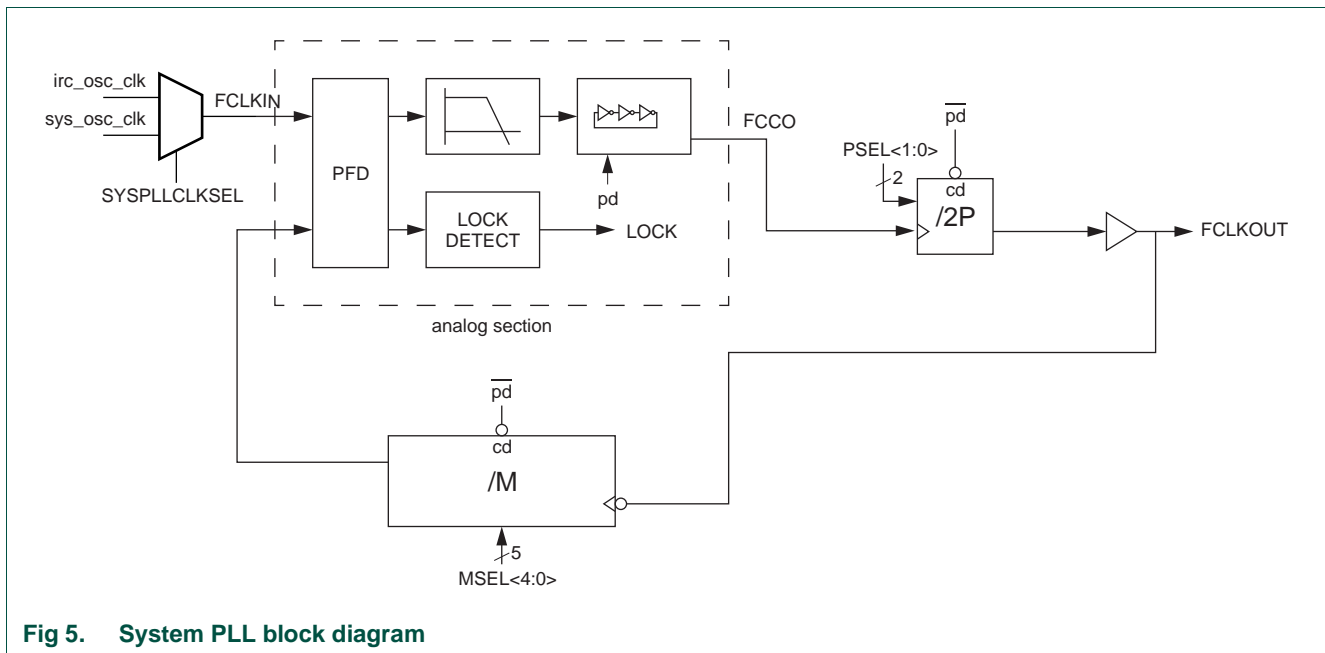 irc_osc_clk
sys_osc_clk
FCLKIN
SYSPLLCLKSEL
PFD
LOCK
DETECT
pd
LOCK
analog section
FCCO
pd
PSEL<1:0>
2
cd
/2P
FCLKOUT
pd
cd
/M
5
MSEL<4:0>
Fig 5. System PLL block diagram